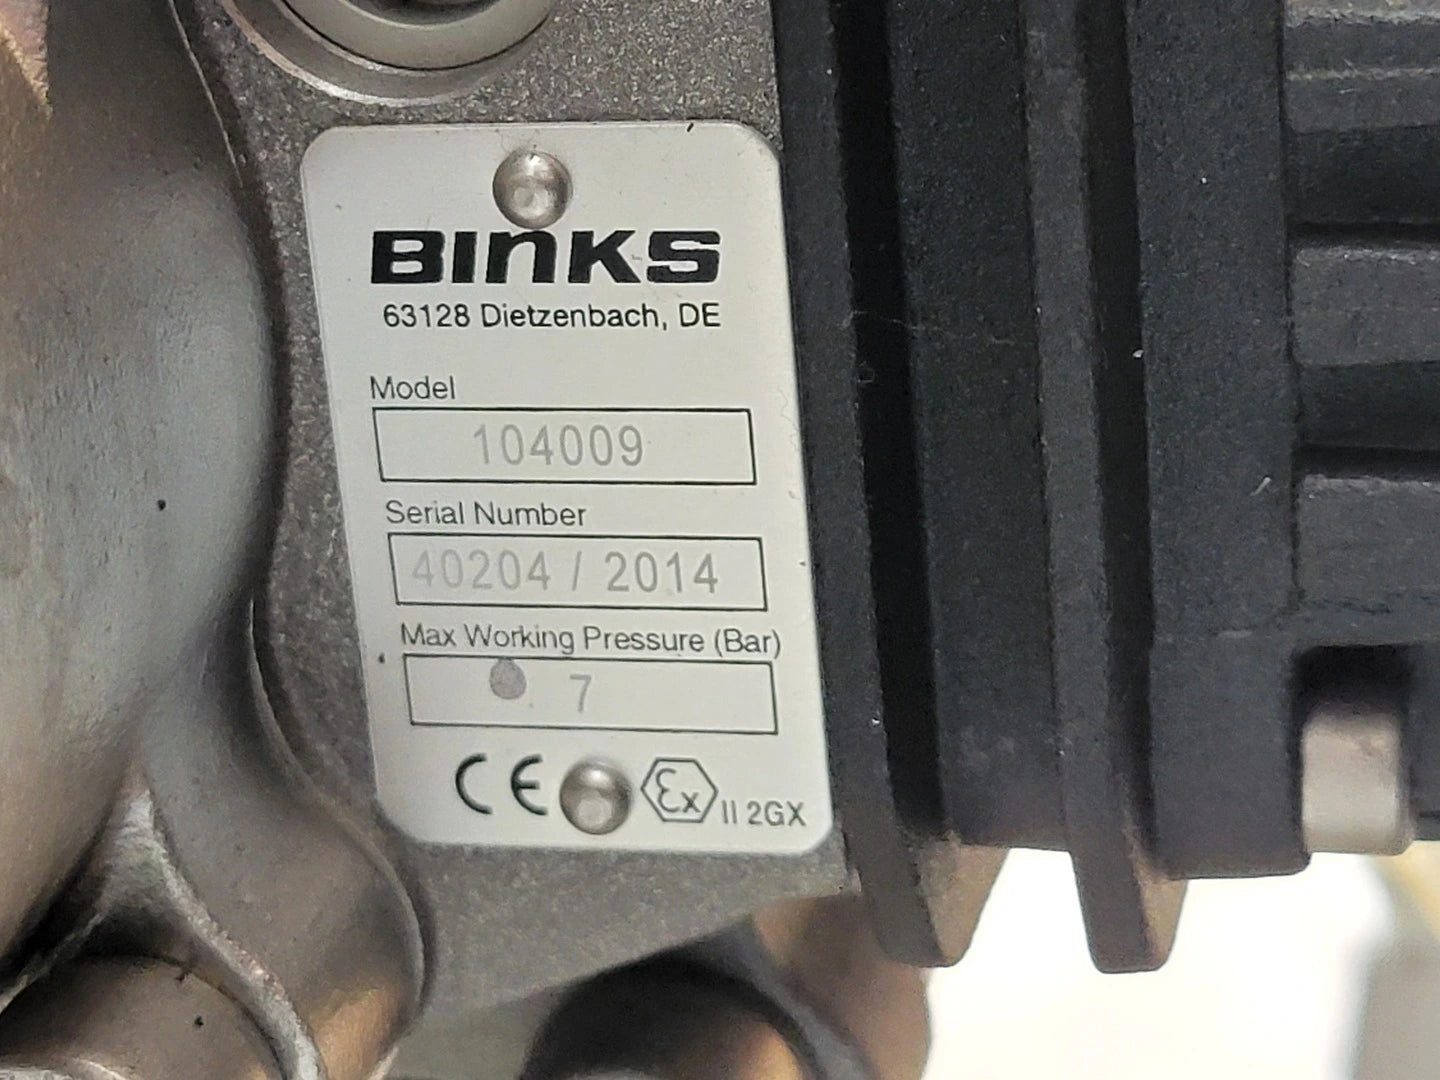 BINKS
63128 Dietzenbach, DE
Model
104009
Serial Number
40204 / 2014
Max Working Pressure (Bar)
7
CE Ex II 2GX